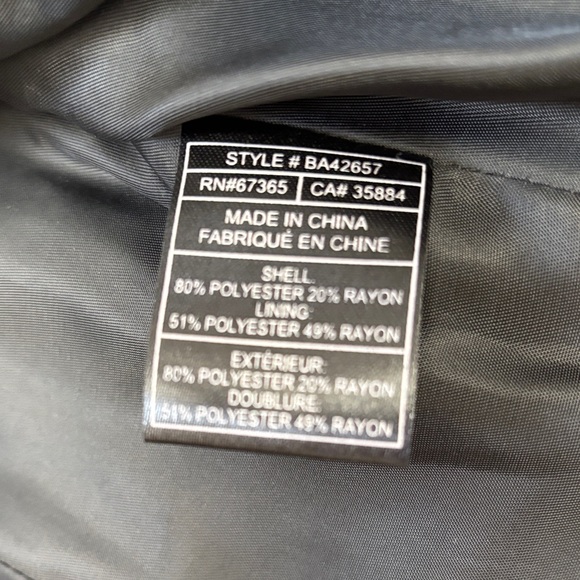 STYLE # BA42657
RN#67365 CA# 35884
MADE IN CHINA
FABRIQUÉ EN CHINE
SHELL:
80% POLYESTER 20% RAYON
LINING:
51% POLYESTER 49% RAYON
EXTÉRIEUR:
80% POLYESTER 20% RAYON
DOUBLURE:
51% POLYESTER 49% RAYON